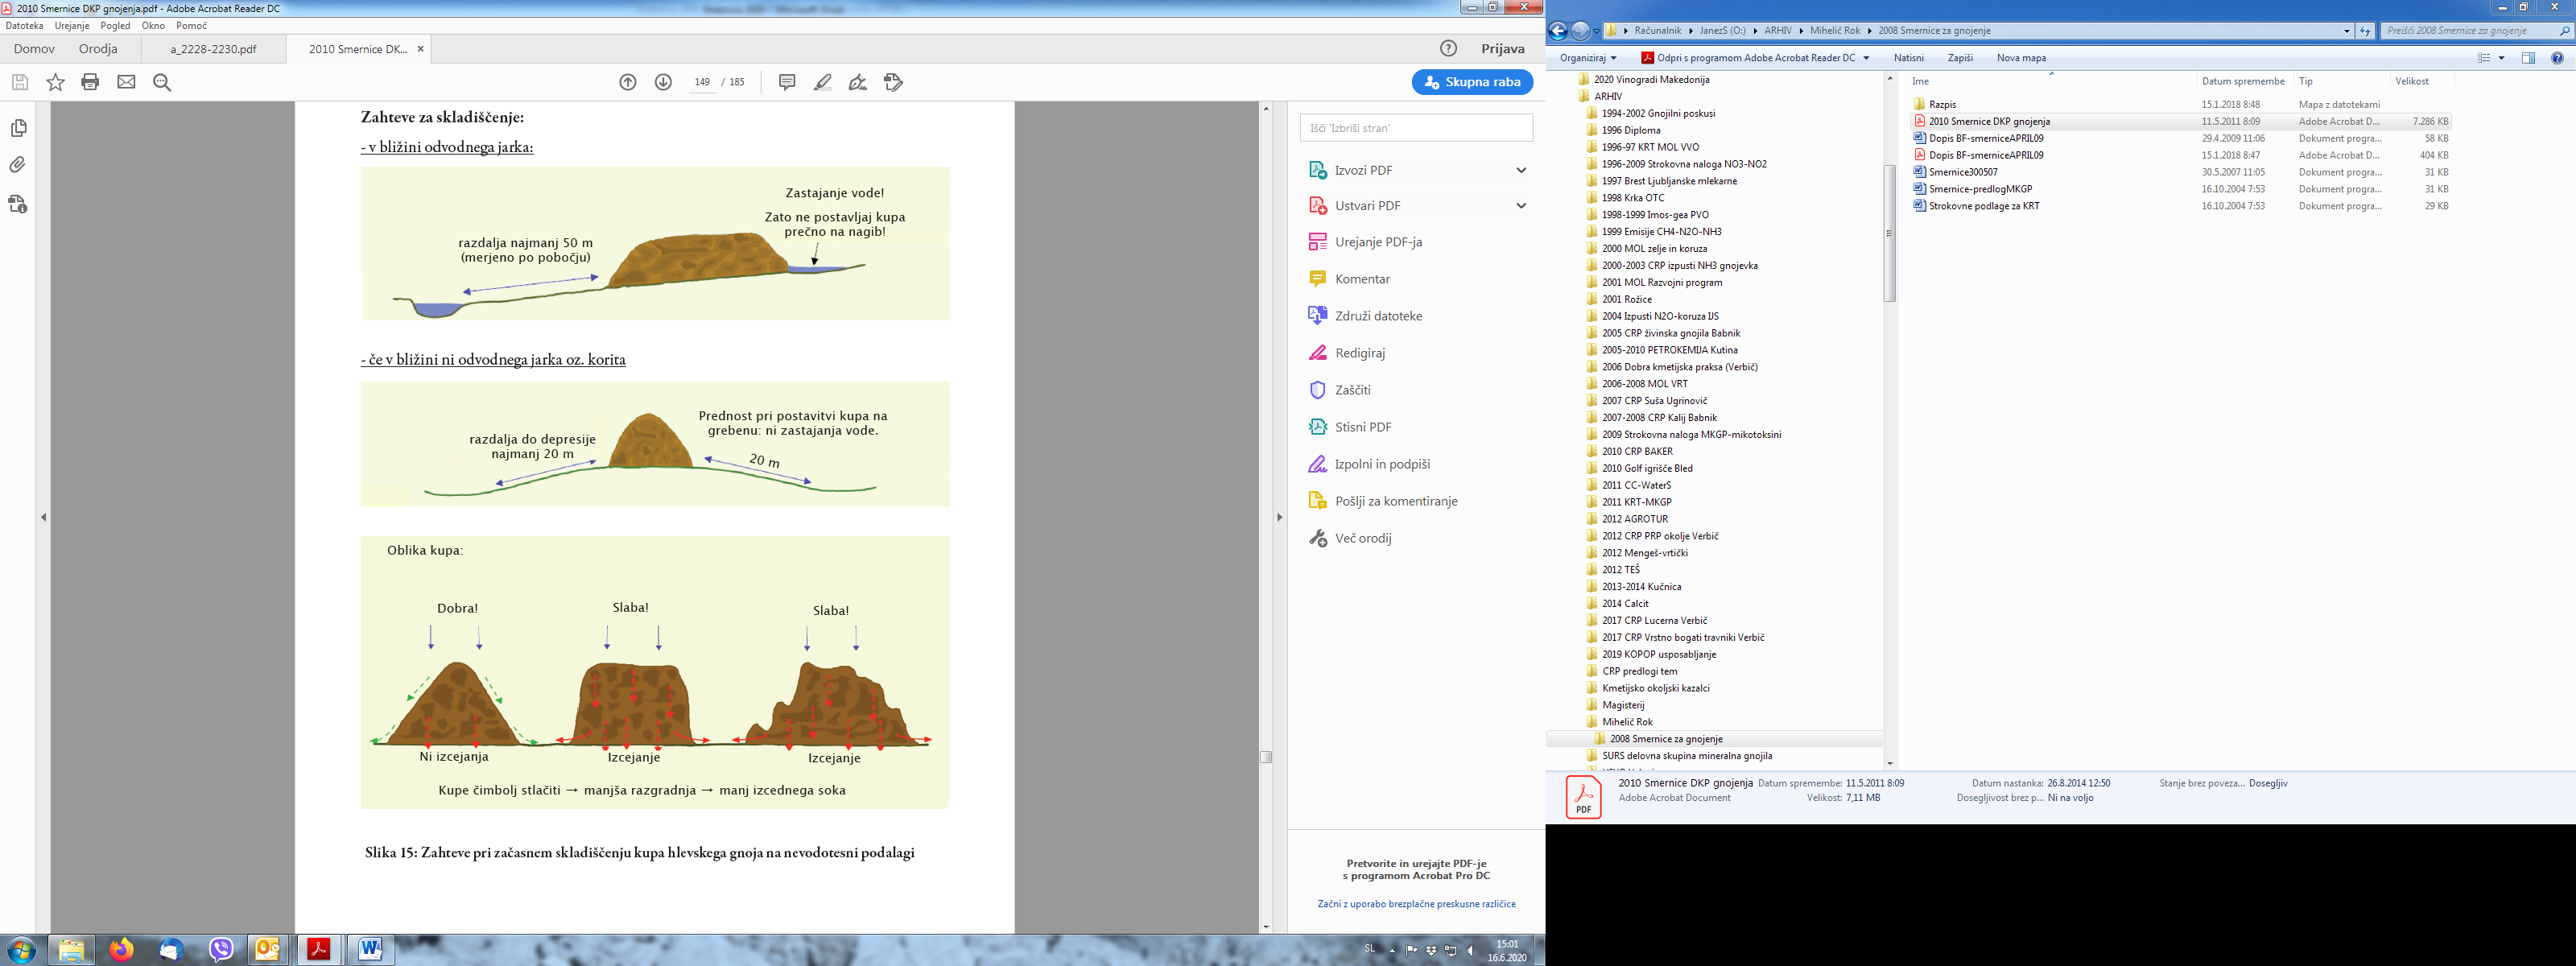 2010 Smernice DKP gnojenja.pdf - Adobe Acrobat Reader DC
Datoteka Urejanje Pogled Okno Pomoč
Domov Orodja a_2228-2230.pdf 2010 Smernice DK... × Prijava
149 / 185 Skupna raba
Zahteve za skladiščenje:
- v bližini odvodnega jarka:
Zastajanje vode!
Zato ne postavljaj kupa
prečno na nagib!
razdalja najmanj 50 m
(merjeno po pobočju)
- če v bližini ni odvodnega jarka oz. korita
Prednost pri postavitvi kupa na
grebenu: ni zastajanja vode.
razdalja do depresije
najmanj 20 m
20 m
Oblika kupa:
Dobra! Slaba! Slaba!
Ni izcejanja Izcejanje Izcejanje
Kupe čimbolj stlačiti → manjša razgradnja → manj izcednega soka
Slika 15: Zahteve pri začasnem skladiščenju kupa hlevskega gnoja na nevodotesni podalagi
Išči 'Izbriši stran'
Izvozi PDF
Ustvari PDF
Urejanje PDF-ja
Komentar
Združi datoteke
Redigiraj
Zaščiti
Stisni PDF
Izpolni in podpiši
Pošlji za komentiranje
Več orodij
Pretvorite in urejajte PDF-je
s programom Acrobat Pro DC
Začni z uporabo brezplačne preskusne različice
Računalnik JanezS (O:) ARHIV Mihelič Rok 2008 Smernice za gnojenje
Preišči 2008 Smernice za gnojenje
Organiziraj Odpri s programom Adobe Acrobat Reader DC Natisni Zapiši Nova mapa
2020 Vinogradi Makedonija
ARHIV
1994-2002 Gnojilni poskusi
1996 Diploma
1996-97 KRT MOL VVO
1996-2009 Strokovna naloga NO3-NO2
1997 Brest Ljubljanske mlekarne
1998 Krka OTC
1998-1999 Imos-gea PVO
1999 Emisije CH4-N2O-NH3
2000 MOL zelje in koruza
2000-2003 CRP izpusti NH3 gnojevka
2001 MOL Razvojni program
2001 Rožice
2004 Izpusti N2O-koruza IJS
2005 CRP živinska gnojila Babnik
2005-2010 PETROKEMIJA Kutina
2006 Dobra kmetijska praksa (Verbič)
2006-2008 MOL VRT
2007 CRP Suša Ugrinovič
2007-2008 CRP Kalij Babnik
2009 Strokovna naloga MKGP-mikotoksini
2010 CRP BAKER
2010 Golf igrišče Bled
2011 CC-WaterS
2011 KRT-MKGP
2012 AGROTUR
2012 CRP PRP okolje Verbič
2012 Mengeš-vrtički
2012 TEŠ
2013-2014 Kučnica
2014 Calcit
2017 CRP Lucerna Verbič
2017 CRP Vrstno bogati travniki Verbič
2019 KOPOP usposabljanje
CRP predlogi tem
Kmetijsko okoljski kazalci
Magisterij
Mihelič Rok
2008 Smernice za gnojenje
SURS delovna skupina mineralna gnojila
Ime Datum spremembe Tip Velikost
Razpis 15.1.2018 8:48 Mapa z datotekami
2010 Smernice DKP gnojenja 11.5.2011 8:09 Adobe Acrobat D... 7.286 KB
Dopis BF-smerniceAPRIL09 29.4.2009 11:06 Dokument progra... 58 KB
Dopis BF-smerniceAPRIL09 15.1.2018 8:47 Adobe Acrobat D... 404 KB
Smernice300507 30.5.2007 11:05 Dokument progra... 31 KB
Smernice-predlogMKGP 16.10.2004 7:53 Dokument progra... 31 KB
Strokovne podlage za KRT 16.10.2004 7:53 Dokument progra... 29 KB
2010 Smernice DKP gnojenja Datum spremembe: 11.5.2011 8:09 Datum nastanka: 26.8.2014 12:50 Stanje brez poveza... Dosegljiv
Adobe Acrobat Document Velikost: 7,11 MB Dosegljivost brez p... Ni na voljo
PDF
SL 15:01
16.6.2020